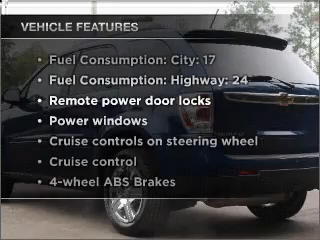 VEHICLE FEATURES
• Fuel Consumption: City: 17
• Fuel Consumption: Highway: 24
• Remote power door locks
• Power windows
• Cruise controls on steering wheel
• Cruise control
• 4-wheel ABS Brakes